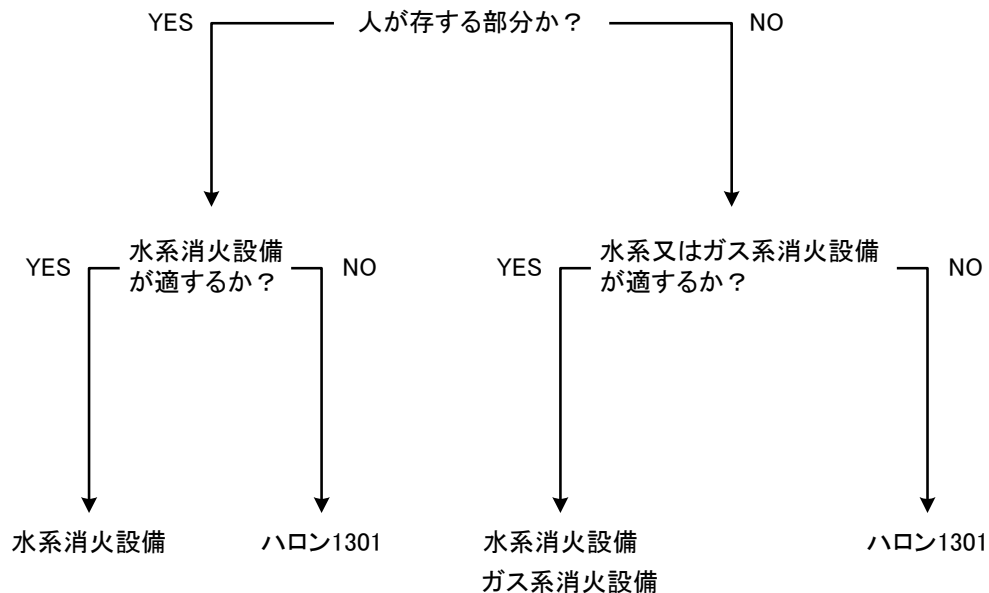 YES 人が存する部分か？ NO
YES 水系消火設備が適するか？ NO
YES 水系又はガス系消火設備が適するか？ NO
水系消火設備 ハロン1301 水系消火設備 ハロン1301
ガス系消火設備